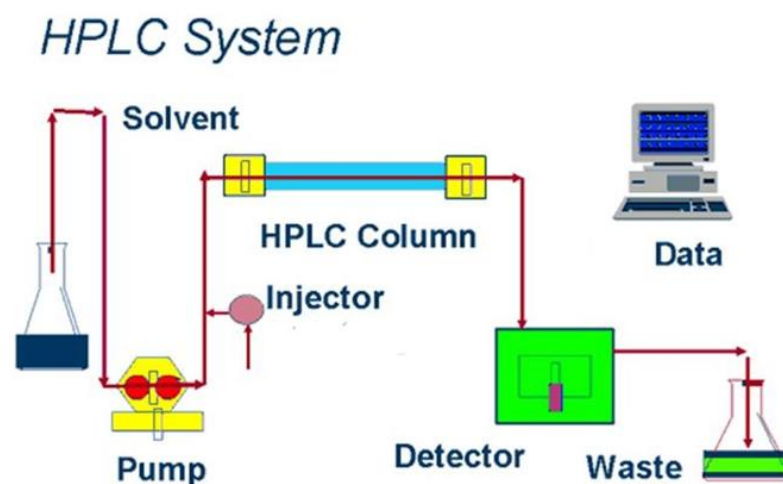 HPLC System
Solvent
HPLC Column
Data
Injector
Detector
Waste
Pump